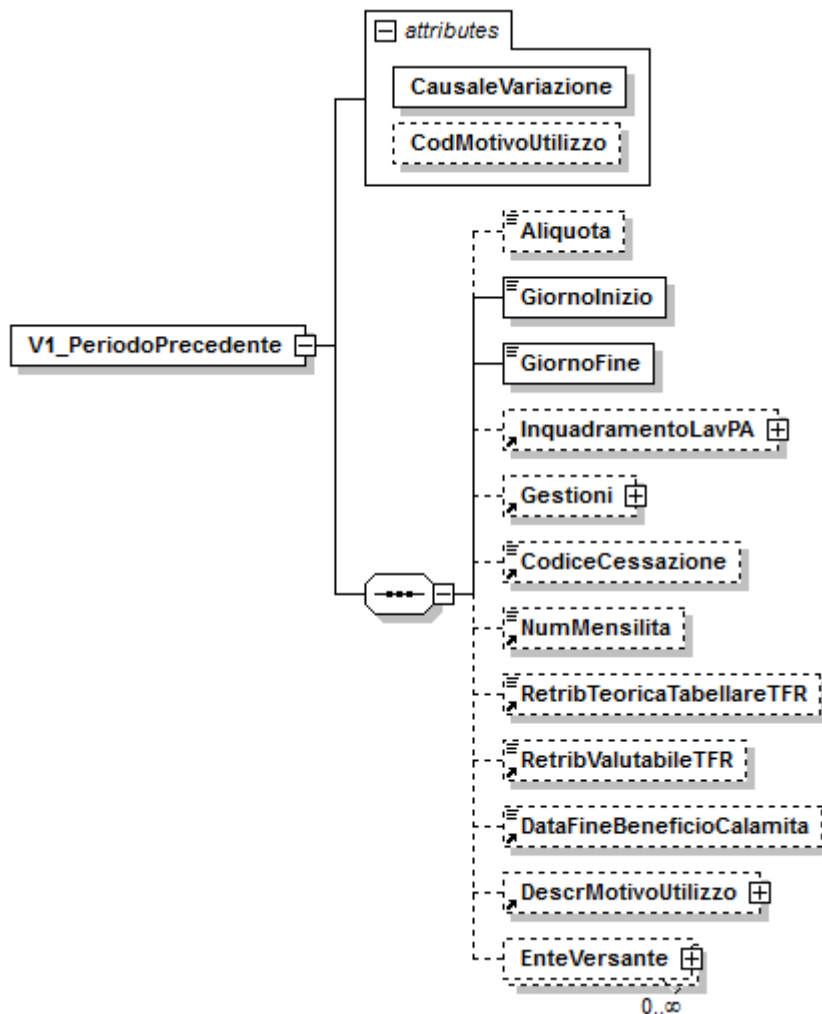 attributes
CausaleVariazione
CodMotivoUtilizzo
Aliquota
GiornoInizio
V1_PeriodoPrecedente
GiornoFine
InquadramentoLavPA
Gestioni
CodiceCessazione
NumMensilita
RetribTeoricaTabellareTFR
RetribValutabileTFR
DataFineBeneficioCalamita
DescrMotivoUtilizzo
EnteVersante
0..∞